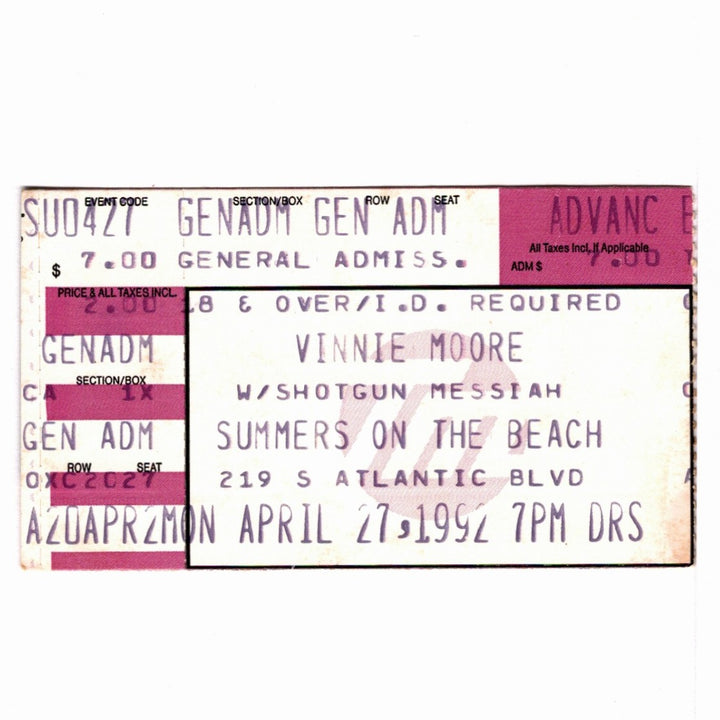 EVENT CODE SECTION/BOX ROW SEAT
SU0427 GENADM GEN ADM ADVANC E
All Taxes Incl. If Applicable
$ 7.00 GENERAL ADMISS. ADM $ 7.00
PRICE & ALL TAXES INCL.
2.00 18 & OVER/I.D. REQUIRED
GENADM VINNIE MOORE
SECTION/BOX
CA 1X W/SHOTGUN MESSIAH
GEN ADM SUMMERS ON THE BEACH
ROW SEAT
0XC2C27 219 S ATLANTIC BLVD
A20APR2 MON APRIL 27,1992 7PM DRS